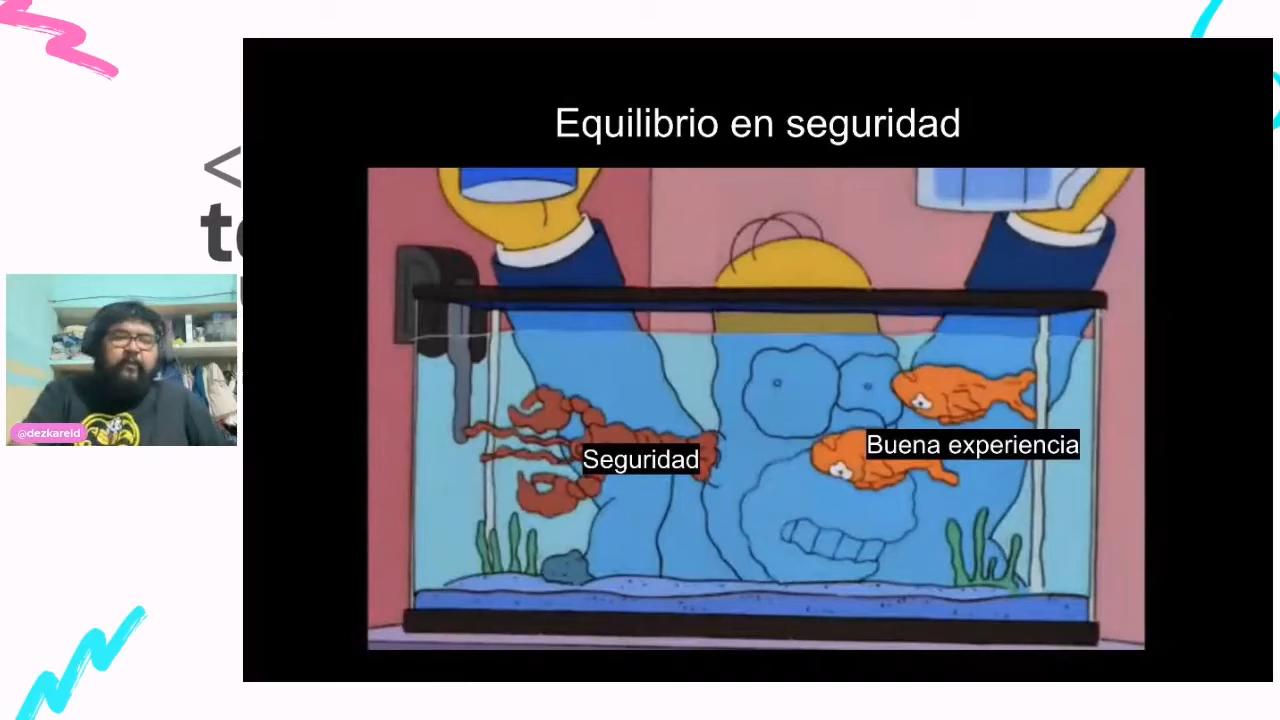 Equilibrio en seguridad
<
Seguridad
Buena experiencia
@dezkareid